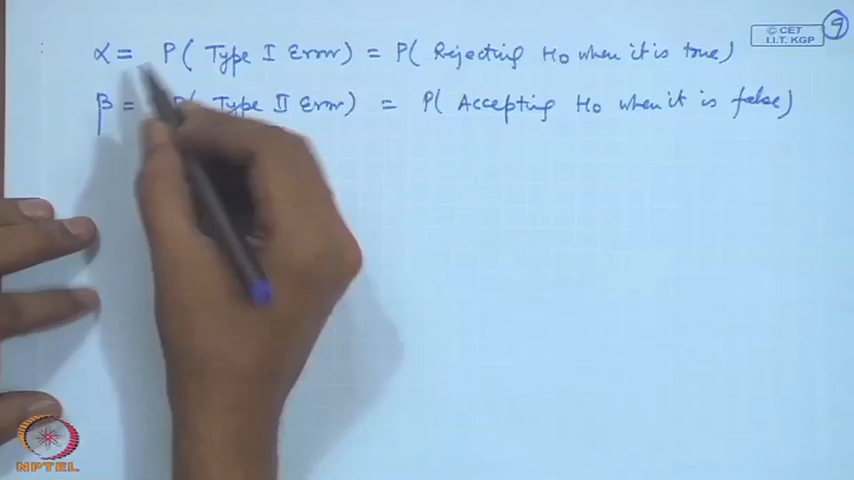 α = P( Type I Error) = P( Rejecting H₀ when it is true)
β = P( Type II Error) = P( Accepting H₀ when it is false)
© CET
I.I.T. KGP
9
NPTEL